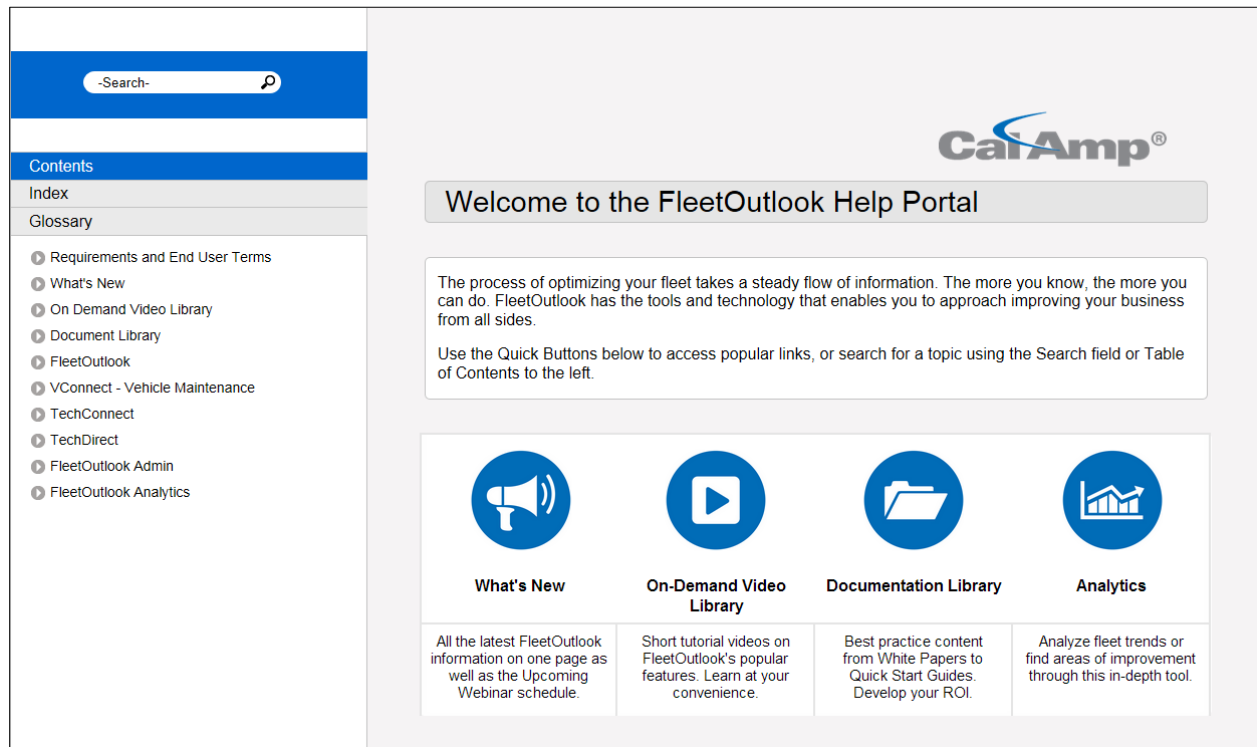 -Search-
Contents
Index
Glossary
Requirements and End User Terms
What's New
On Demand Video Library
Document Library
FleetOutlook
VConnect - Vehicle Maintenance
TechConnect
TechDirect
FleetOutlook Admin
FleetOutlook Analytics
CalAmp®
Welcome to the FleetOutlook Help Portal
The process of optimizing your fleet takes a steady flow of information. The more you know, the more you
can do. FleetOutlook has the tools and technology that enables you to approach improving your business
from all sides.
Use the Quick Buttons below to access popular links, or search for a topic using the Search field or Table
of Contents to the left.
What's New
All the latest FleetOutlook
information on one page as
well as the Upcoming
Webinar schedule.
On-Demand Video
Library
Short tutorial videos on
FleetOutlook's popular
features. Learn at your
convenience.
Documentation Library
Best practice content
from White Papers to
Quick Start Guides.
Develop your ROI.
Analytics
Analyze fleet trends or
find areas of improvement
through this in-depth tool.